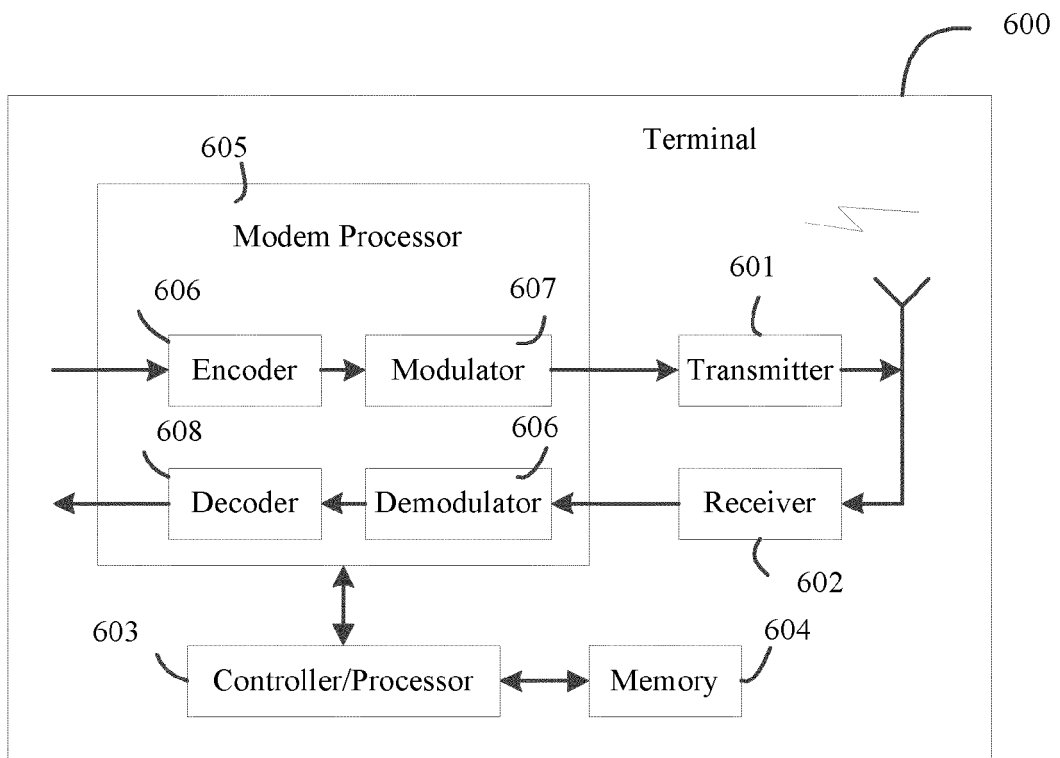 600
Terminal
605
Modem Processor
606
607
601
Encoder
Modulator
Transmitter
608
606
Decoder
Demodulator
Receiver
602
603
604
Controller/Processor
Memory